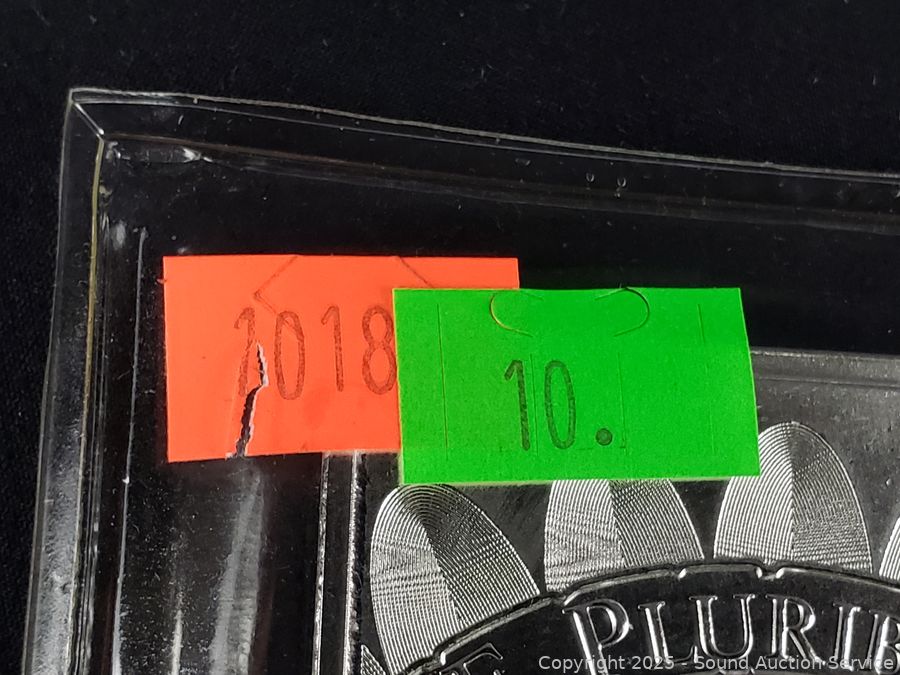 1018
10.
E PLURIB
Copyright 2025 - Sound Auction Service